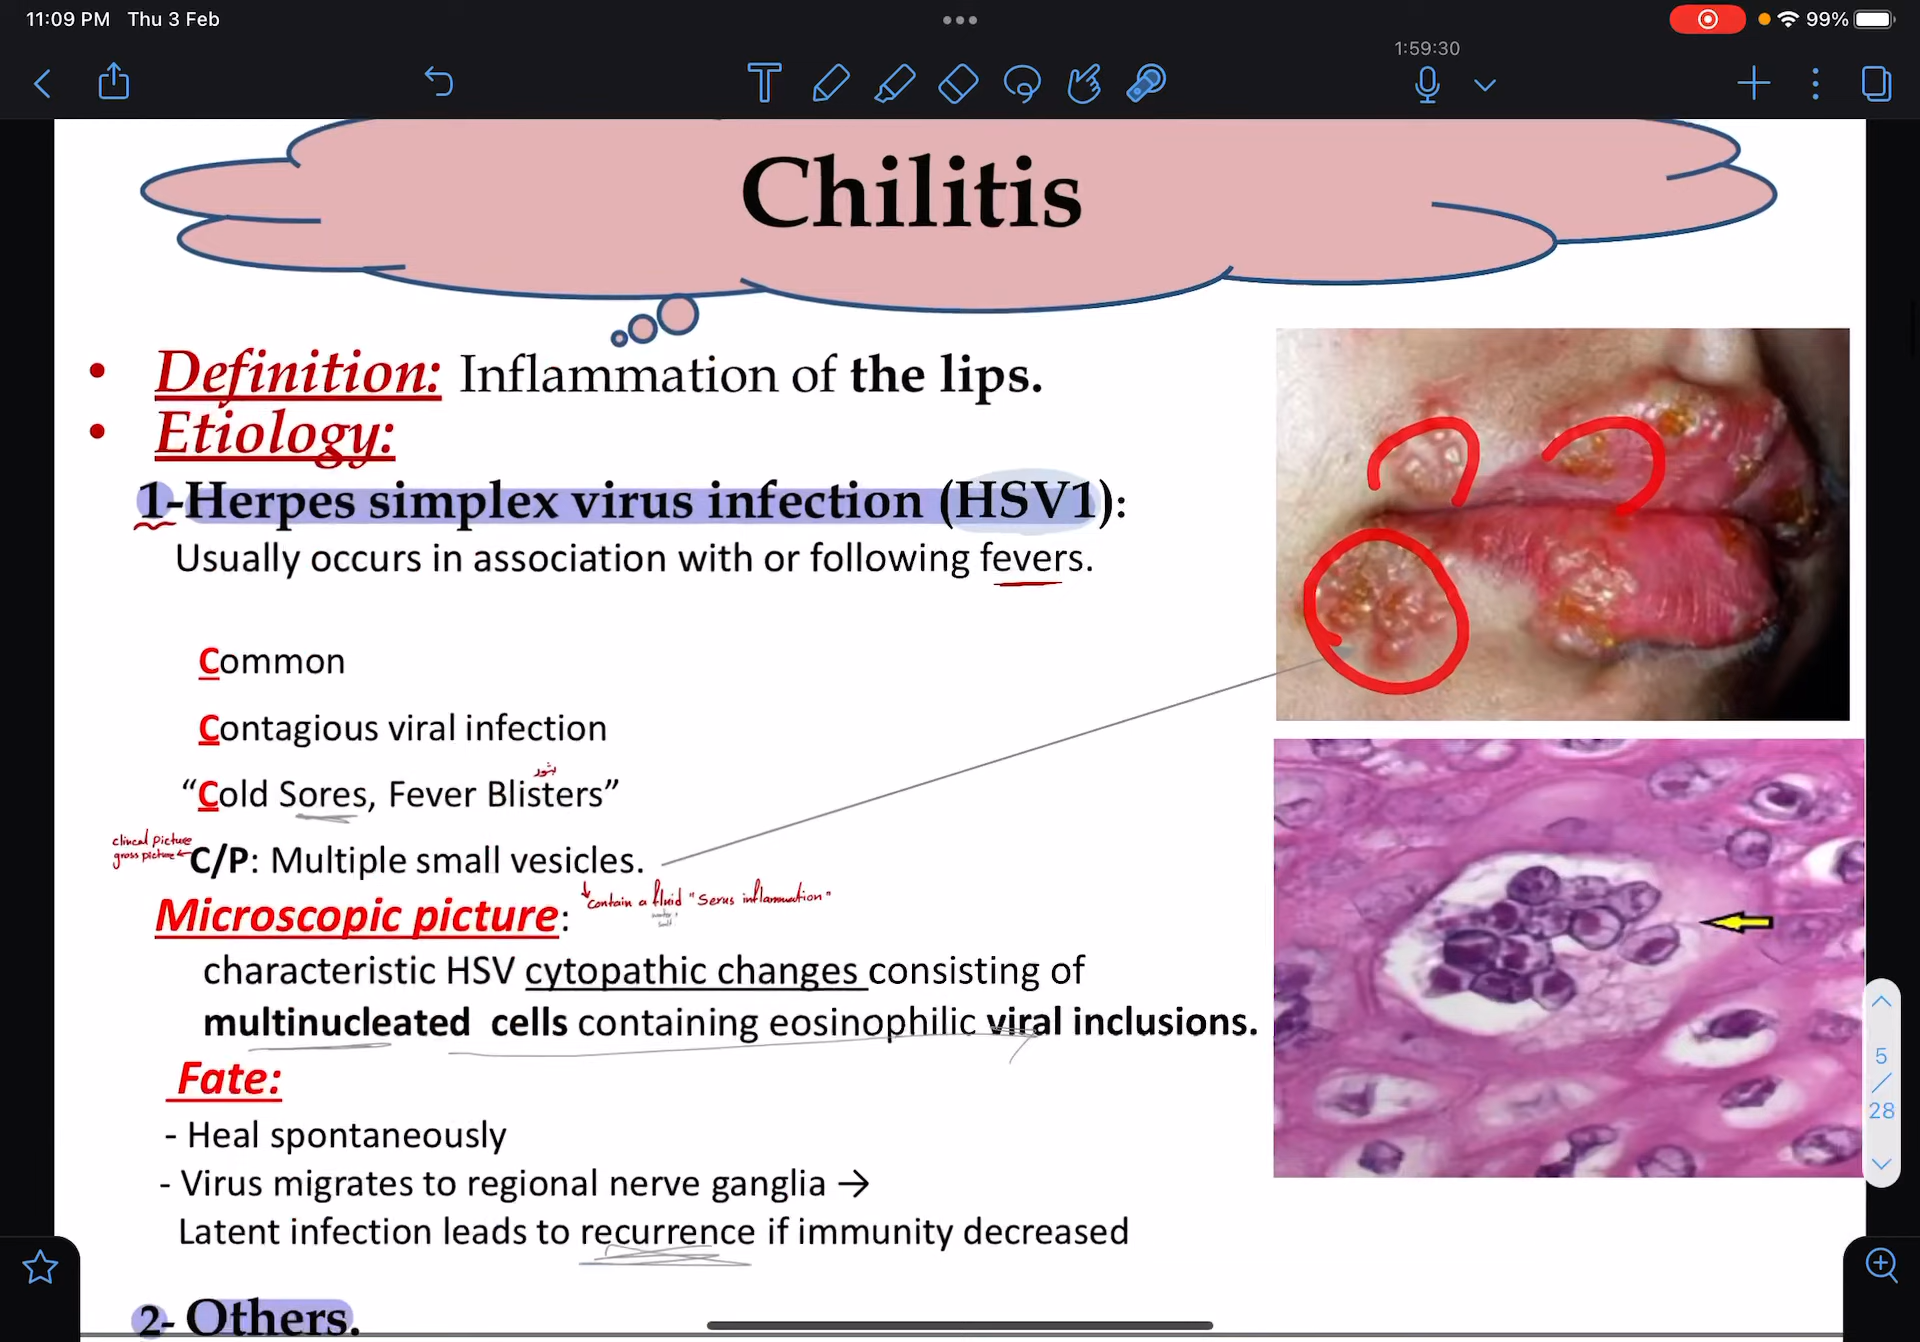 11:09 PM Thu 3 Feb
99%
1:59:30
Chilitis
• Definition: Inflammation of the lips.
• Etiology:
1-Herpes simplex virus infection (HSV1):
Usually occurs in association with or following fevers.
Common
Contagious viral infection
بثور
“Cold Sores, Fever Blisters”
clincal picture
gross picture
C/P: Multiple small vesicles.
Contain a fluid "Serus inflammation"
Microscopic picture:
characteristic HSV cytopathic changes consisting of
multinucleated cells containing eosinophilic viral inclusions.
Fate:
- Heal spontaneously
- Virus migrates to regional nerve ganglia →
Latent infection leads to recurrence if immunity decreased
2- Others.
5
/
28